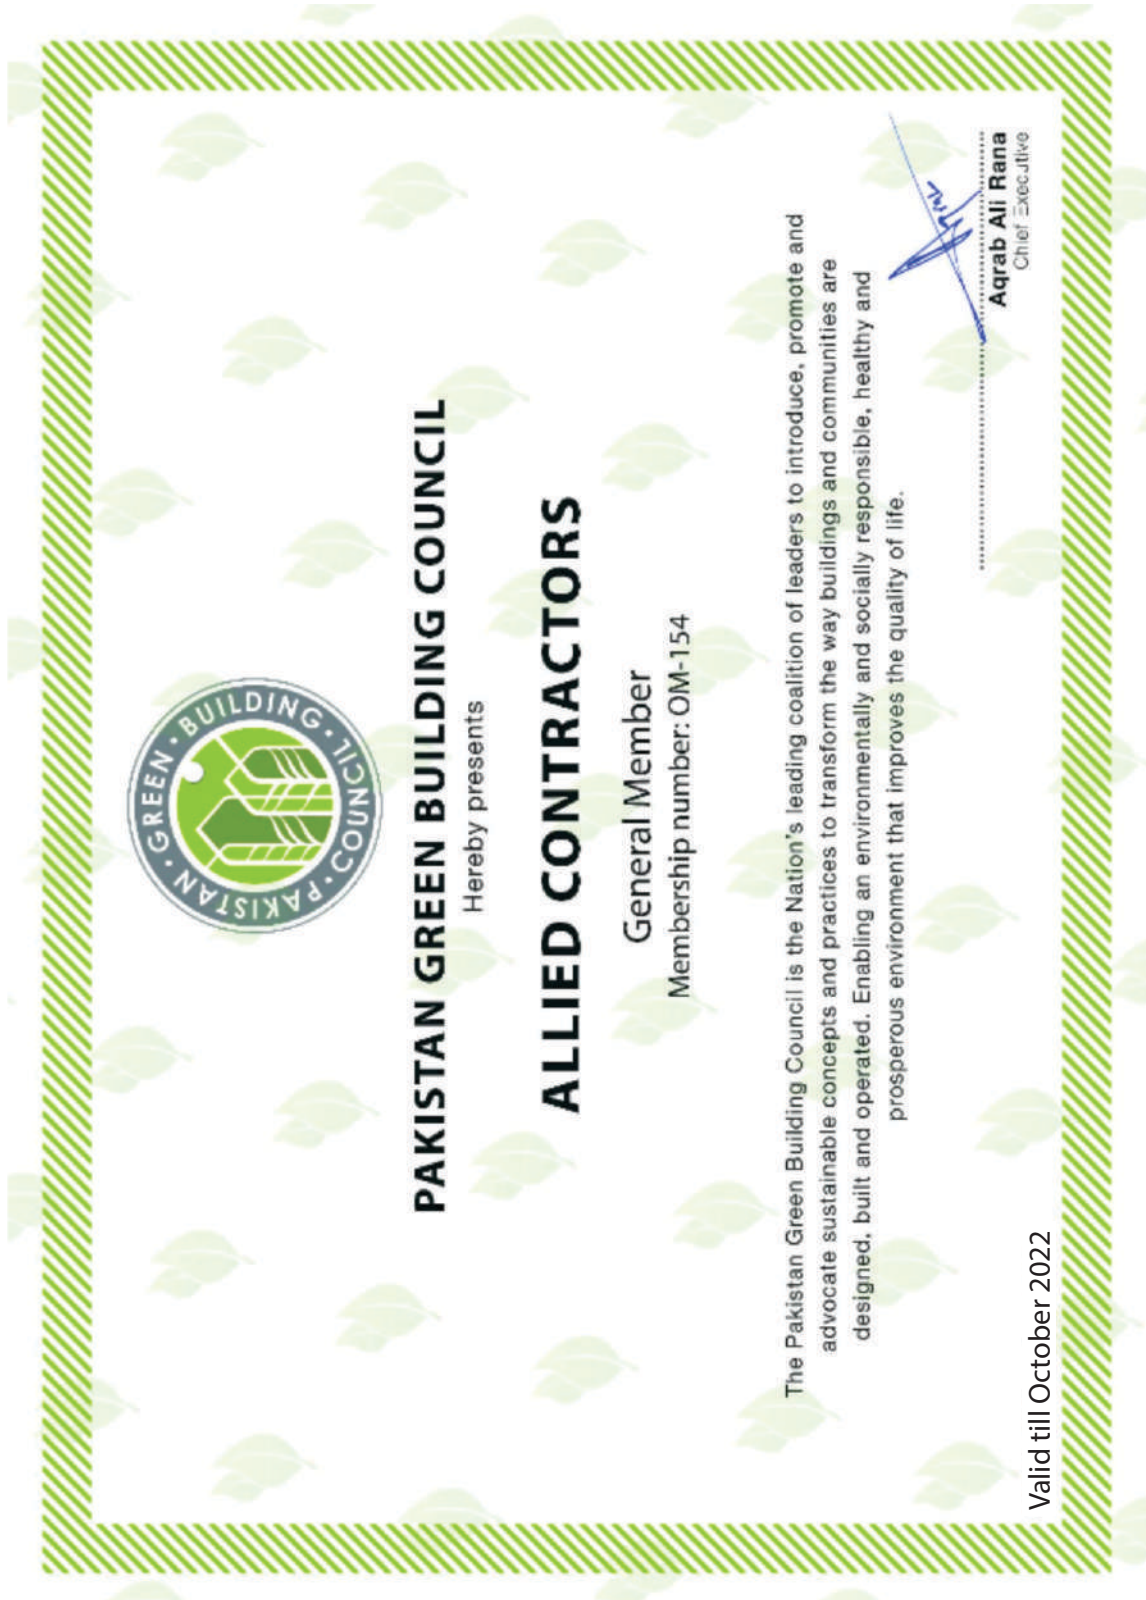 PAKISTAN · GREEN · BUILDING · COUNCIL ·
PAKISTAN GREEN BUILDING COUNCIL
Hereby presents
ALLIED CONTRACTORS
General Member
Membership number: OM-154
The Pakistan Green Building Council is the Nation's leading coalition of leaders to introduce, promote and
advocate sustainable concepts and practices to transform the way buildings and communities are
designed, built and operated. Enabling an environmentally and socially responsible, healthy and
prosperous environment that improves the quality of life.
Aqrab Ali Rana
Chief Executive
Valid till October 2022